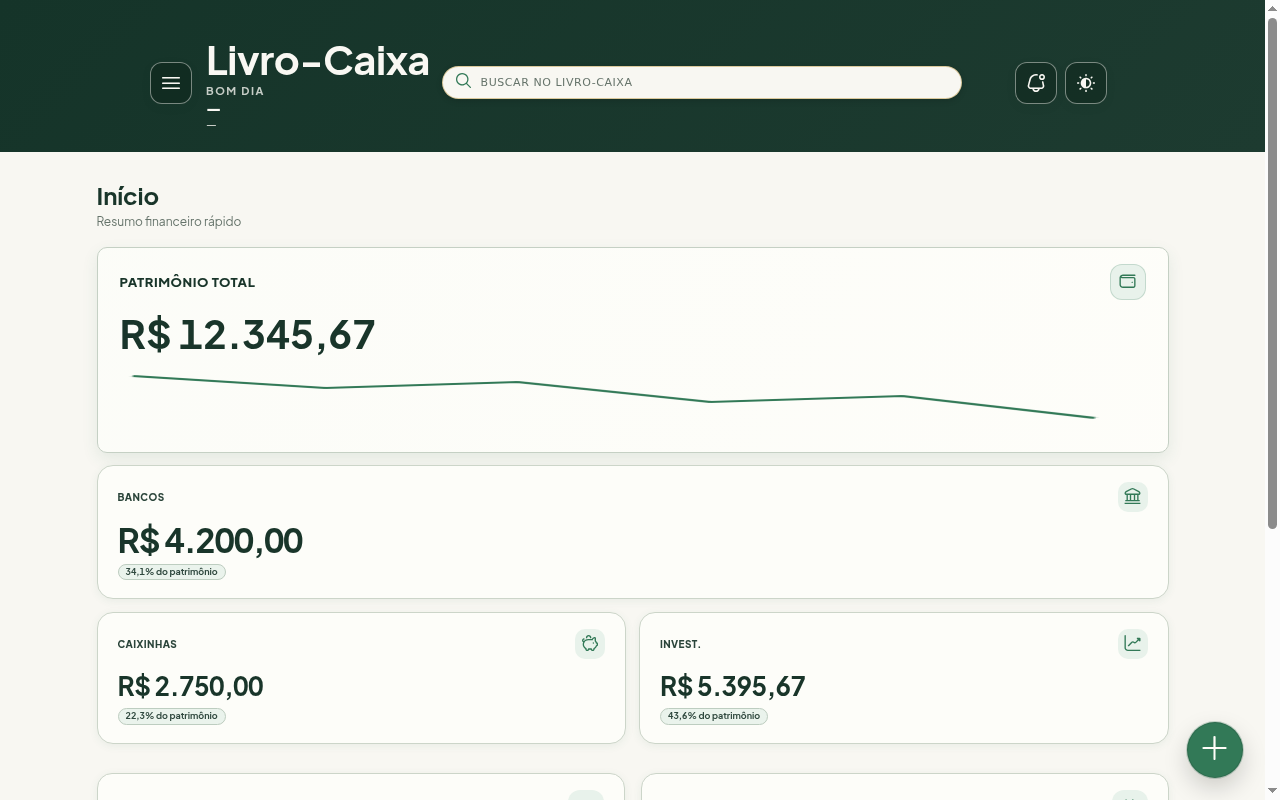 Livro-Caixa
BOM DIA
—
—
BUSCAR NO LIVRO-CAIXA
Início
Resumo financeiro rápido
PATRIMÔNIO TOTAL
R$ 12.345,67
BANCOS
R$ 4.200,00
34,1% do patrimônio
CAIXINHAS
R$ 2.750,00
22,3% do patrimônio
INVEST.
R$ 5.395,67
43,6% do patrimônio